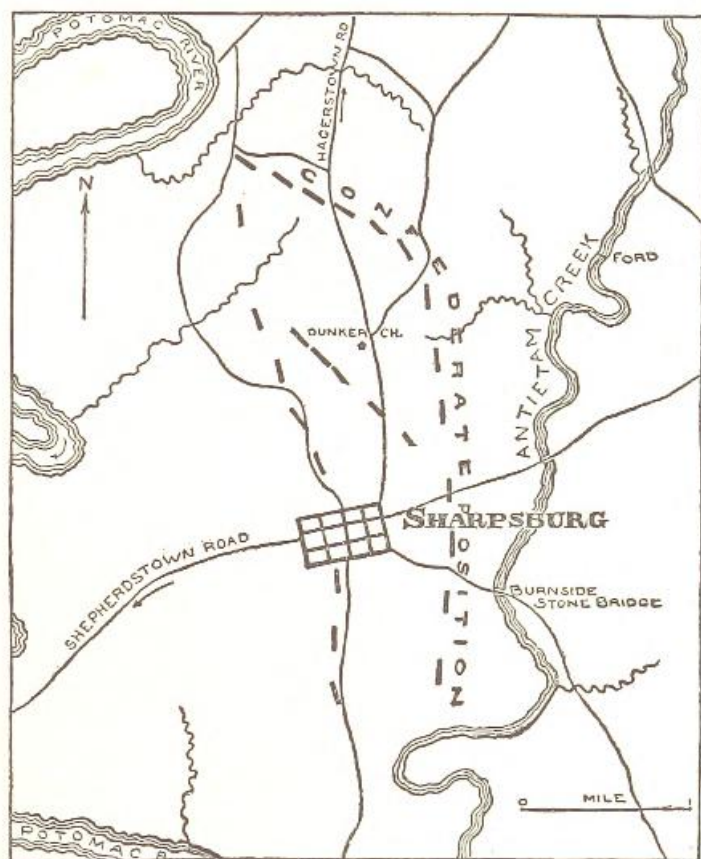 POTOMAC RIVER
HAGERSTOWN RD
N
CONFEDERATE POSITION
FORD
ANTIETAM CREEK
DUNKER CH.
SHARPSBURG
SHEPHERDSTOWN ROAD
BURNSIDE
STONE BRIDGE
0 MILE 1
POTOMAC R